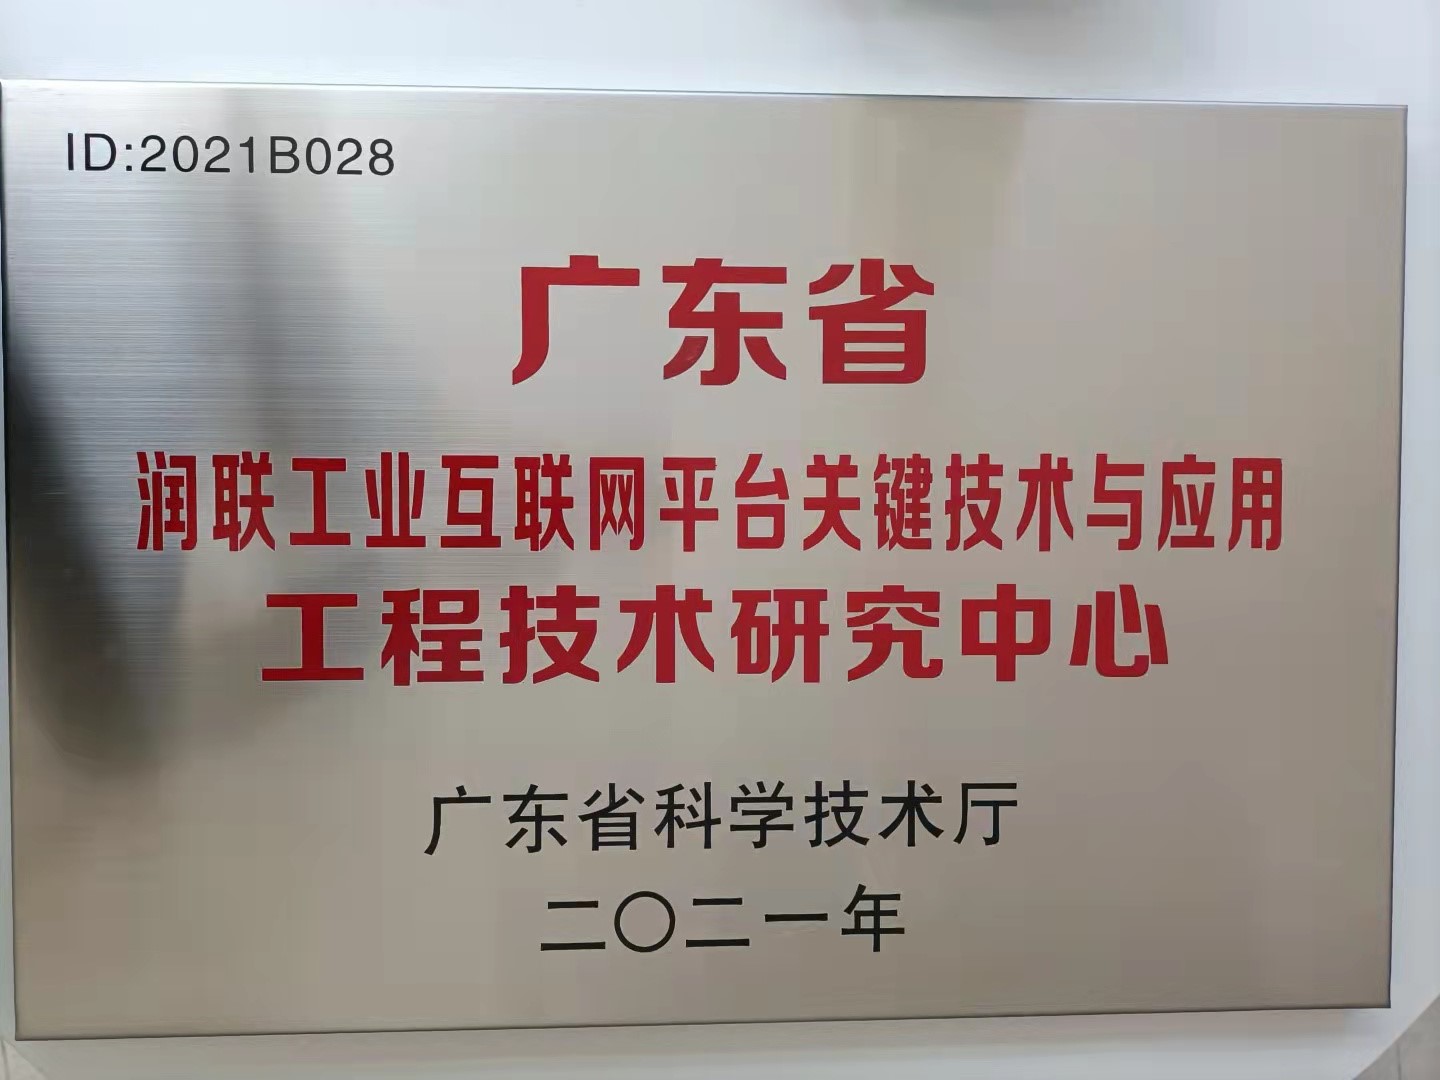 ID:2021B028
广东省
润联工业互联网平台关键技术与应用
工程技术研究中心
广东省科学技术厅
二〇二一年